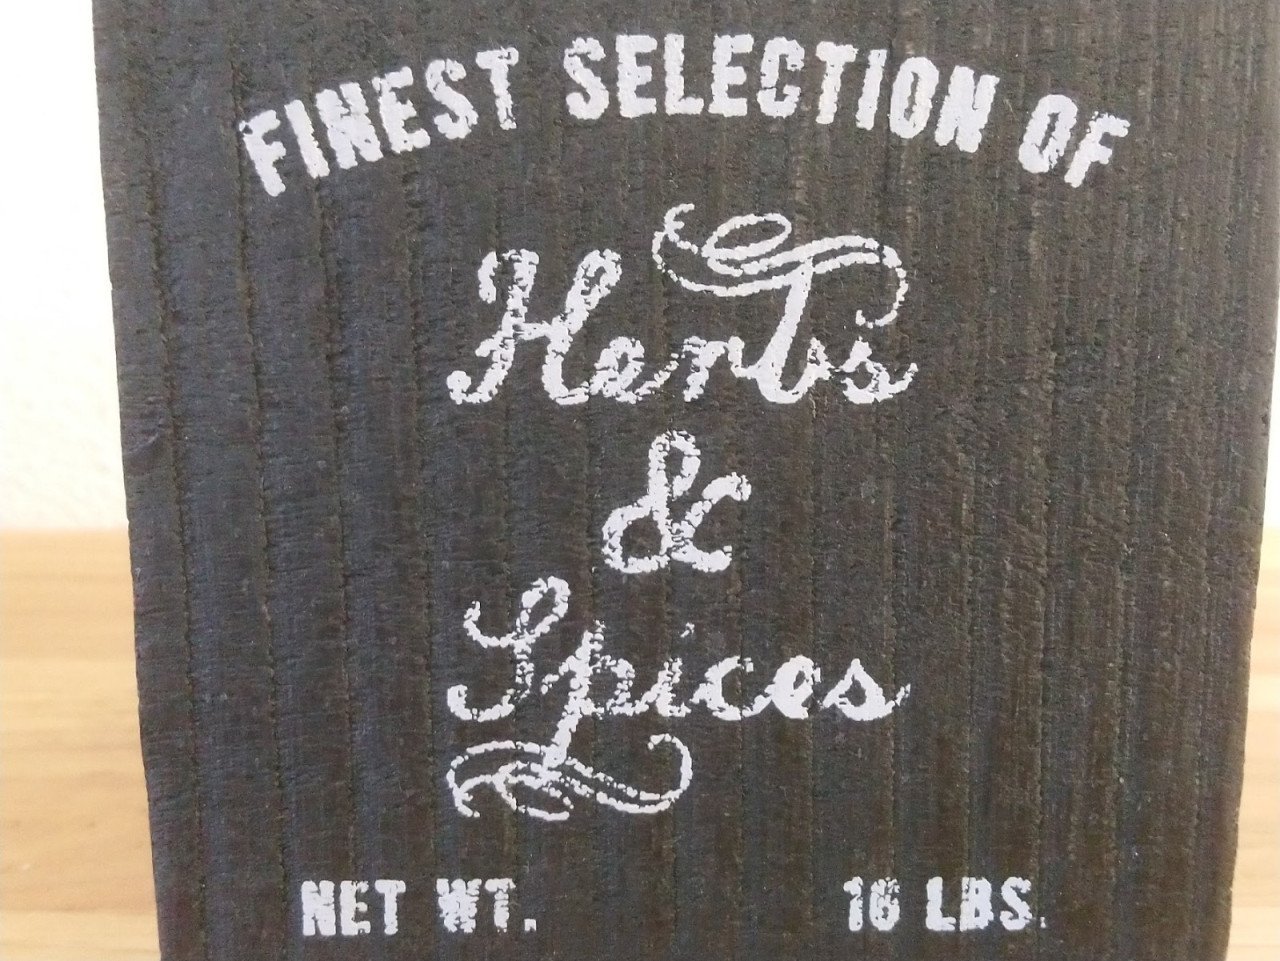 FINEST SELECTION OF
Herbs
&
Spices
NET WT. 16 LBS.